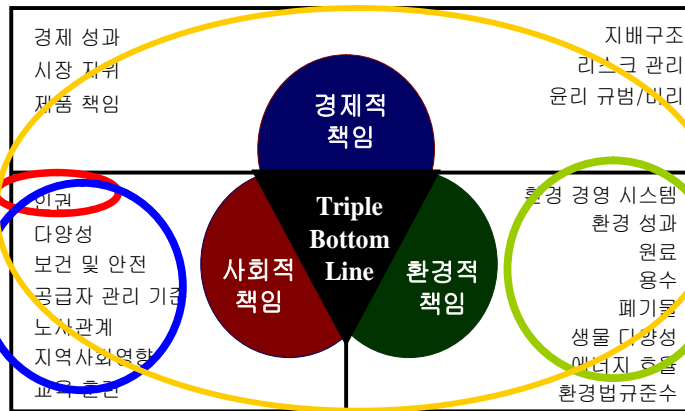 경제 성과
시장 지위
제품 책임
지배구조
리스크 관리
윤리 규범/비리
경제적
책임
Triple
Bottom
Line
사회적
책임
환경적
책임
인권
다양성
보건 및 안전
공급자 관리 기준
노사관계
지역사회영향
교육 훈련
환경 경영 시스템
환경 성과
원료
용수
폐기물
생물 다양성
에너지 효율
환경법규준수